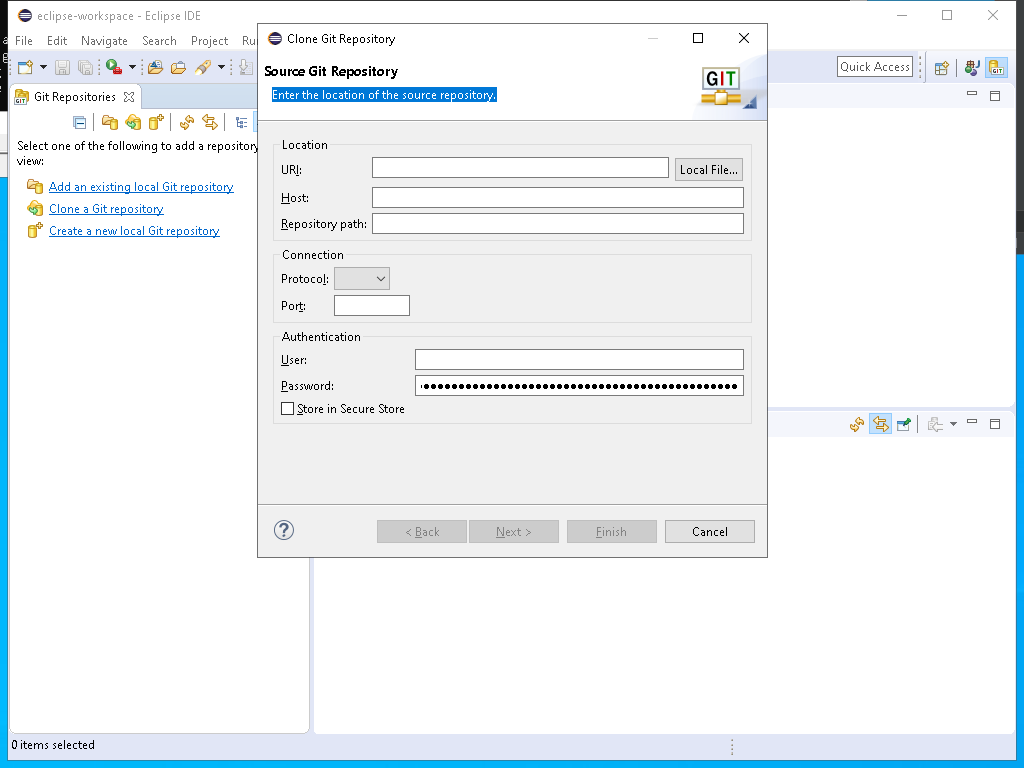 eclipse-workspace - Eclipse IDE
File Edit Navigate Search Project Ru
Quick Access
Git Repositories
Select one of the following to add a repository
view:
Add an existing local Git repository
Clone a Git repository
Create a new local Git repository
Clone Git Repository
Source Git Repository
Enter the location of the source repository.
GIT
Location
URI:
Local File...
Host:
Repository path:
Connection
Protocol:
Port:
Authentication
User:
Password:
Store in Secure Store
?
< Back
Next >
Finish
Cancel
0 items selected